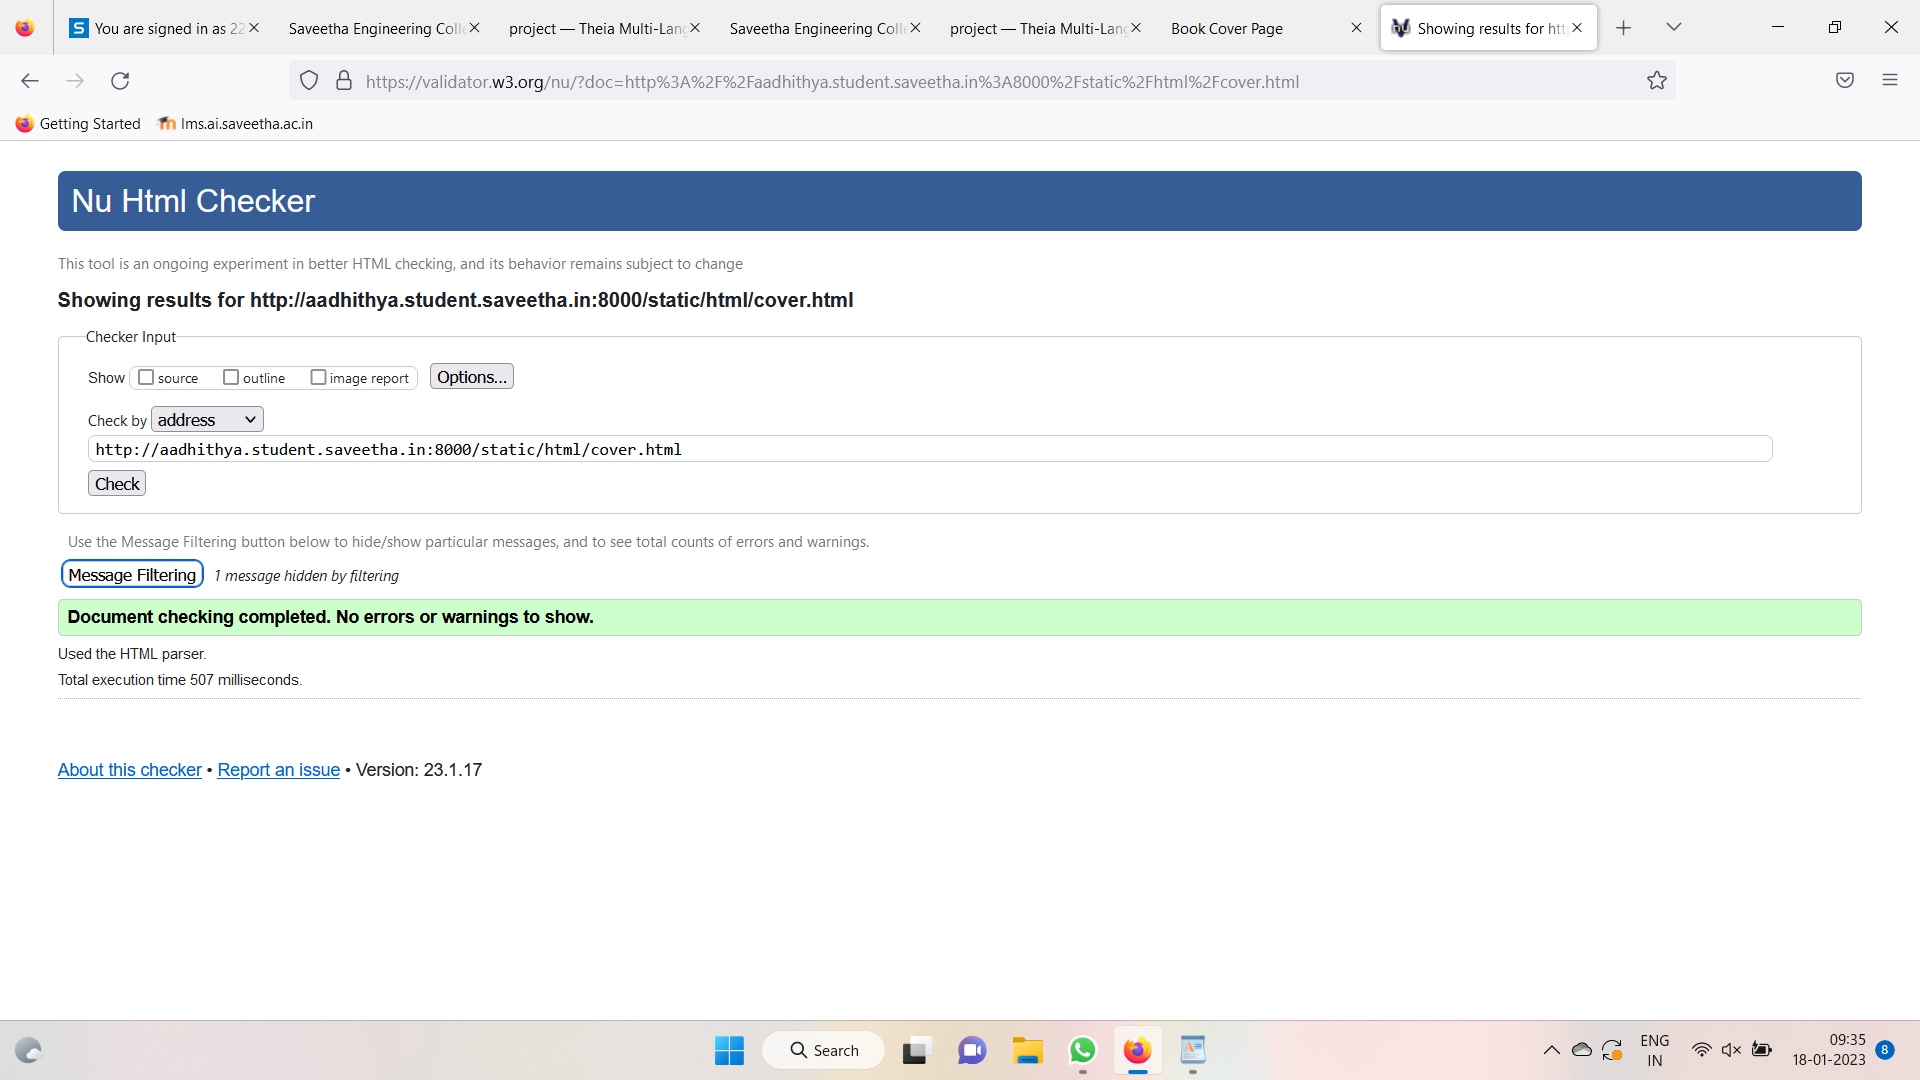 You are signed in as 22
Saveetha Engineering Colle
project — Theia Multi-Lang
Saveetha Engineering Colle
project — Theia Multi-Lang
Book Cover Page
Showing results for htt
https://validator.w3.org/nu/?doc=http%3A%2F%2Faadhithya.student.saveetha.in%3A8000%2Fstatic%2Fhtml%2Fcover.html
Getting Started
lms.ai.saveetha.ac.in
Nu Html Checker
This tool is an ongoing experiment in better HTML checking, and its behavior remains subject to change
Showing results for http://aadhithya.student.saveetha.in:8000/static/html/cover.html
Checker Input
Show source outline image report Options...
Check by address
http://aadhithya.student.saveetha.in:8000/static/html/cover.html
Check
Use the Message Filtering button below to hide/show particular messages, and to see total counts of errors and warnings.
Message Filtering 1 message hidden by filtering
Document checking completed. No errors or warnings to show.
Used the HTML parser.
Total execution time 507 milliseconds.
About this checker • Report an issue • Version: 23.1.17
Search
ENG
IN
09:35
18-01-2023
8